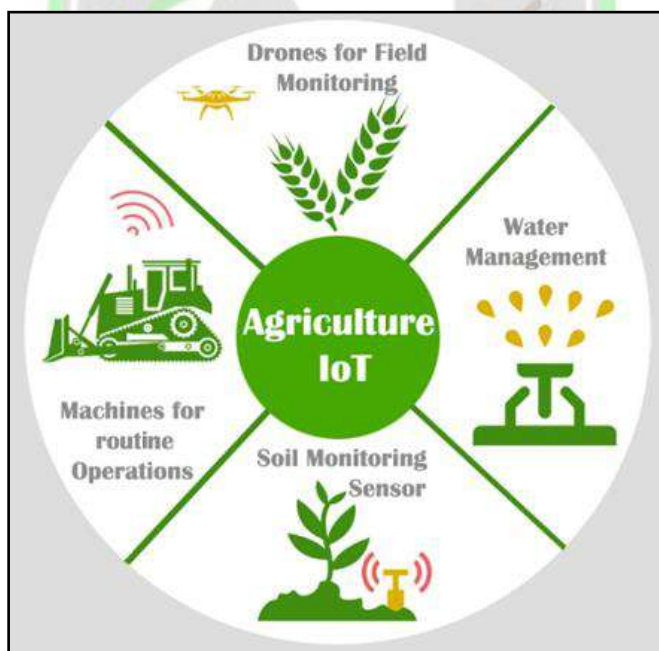 Drones for Field
Monitoring
Water
Management
Agriculture
IoT
Machines for
routine
Operations
Soil Monitoring
Sensor